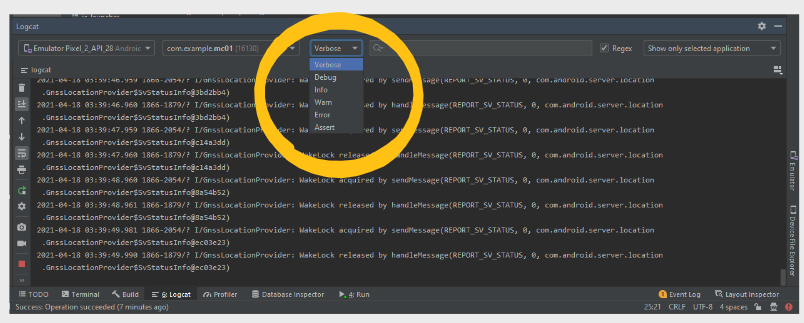 Logcat
Emulator Pixel_2_API_28 Android
com.example.mc01 (16130)
Verbose
Regex
Show only selected application
logcat
Verbose
Debug
Info
Warn
Error
Assert
2021-04-18 03:39:46.959 1866-2054/? I/GnssLocationProvider: WakeLock acquired by sendMessage(REPORT_SV_STATUS, 0, com.android.server.location
.GnssLocationProvider$SvStatusInfo@3bd2bb4)
2021-04-18 03:39:46.960 1866-1879/? I/GnssLocationProvider: WakeLock released by handleMessage(REPORT_SV_STATUS, 0, com.android.server.location
.GnssLocationProvider$SvStatusInfo@3bd2bb4)
2021-04-18 03:39:47.959 1866-2054/? I/GnssLocationProvider: WakeLock acquired by sendMessage(REPORT_SV_STATUS, 0, com.android.server.location
.GnssLocationProvider$SvStatusInfo@c14a3dd)
2021-04-18 03:39:47.960 1866-1879/? I/GnssLocationProvider: WakeLock released by handleMessage(REPORT_SV_STATUS, 0, com.android.server.location
.GnssLocationProvider$SvStatusInfo@c14a3dd)
2021-04-18 03:39:48.960 1866-2054/? I/GnssLocationProvider: WakeLock acquired by sendMessage(REPORT_SV_STATUS, 0, com.android.server.location
.GnssLocationProvider$SvStatusInfo@8a54b52)
2021-04-18 03:39:48.961 1866-1879/? I/GnssLocationProvider: WakeLock released by handleMessage(REPORT_SV_STATUS, 0, com.android.server.location
.GnssLocationProvider$SvStatusInfo@8a54b52)
2021-04-18 03:39:49.981 1866-2054/? I/GnssLocationProvider: WakeLock acquired by sendMessage(REPORT_SV_STATUS, 0, com.android.server.location
.GnssLocationProvider$SvStatusInfo@ec03e23)
2021-04-18 03:39:49.990 1866-1879/? I/GnssLocationProvider: WakeLock released by handleMessage(REPORT_SV_STATUS, 0, com.android.server.location
.GnssLocationProvider$SvStatusInfo@ec03e23)
Emulator
Device File Explorer
TODO
Terminal
Build
6: Logcat
Profiler
Database Inspector
4: Run
1 Event Log
Layout Inspector
Success: Operation succeeded (7 minutes ago)
25:21 CRLF UTF-8 4 spaces